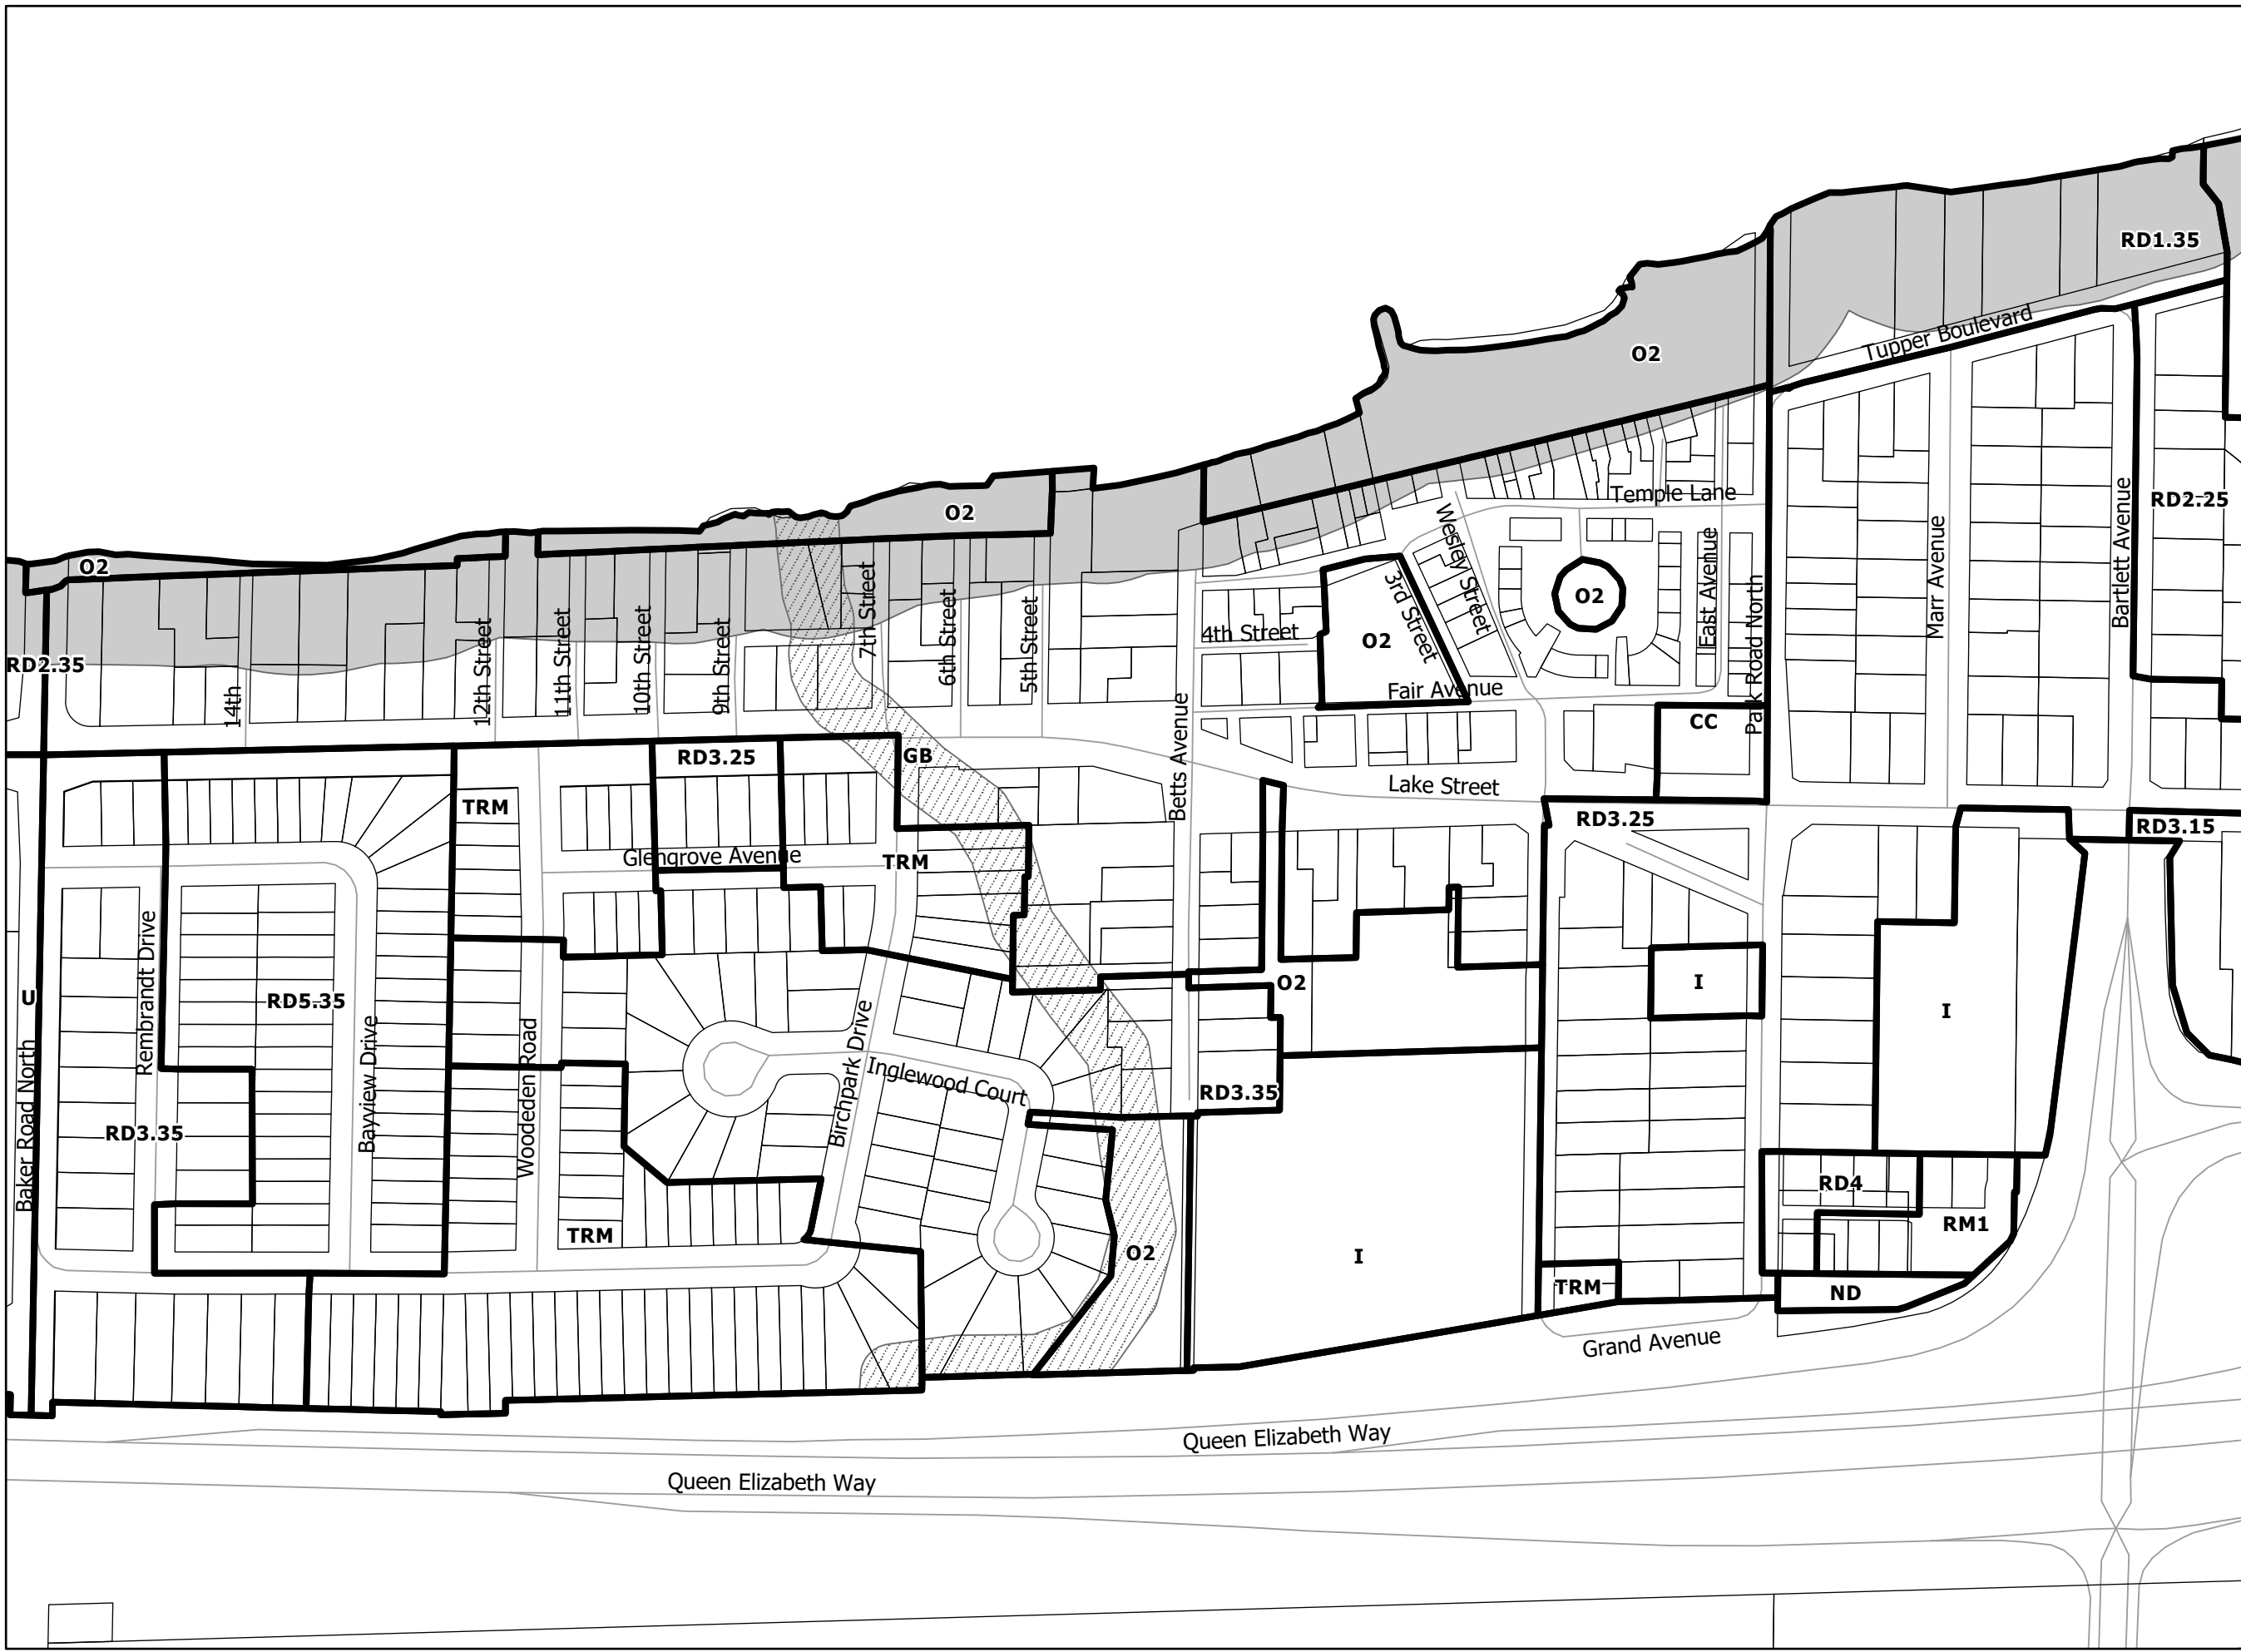 RD1.35
Tupper Boulevard
O2
Temple Lane
RD2.25
O2
O2
Wesley Street
East Avenue
Park Road North
Marr Avenue
Bartlett Avenue
O2
3rd Street
4th Street
O2
RD2.35
14th
12th Street
11th Street
10th Street
9th Street
7th Street
6th Street
5th Street
Fair Avenue
CC
Betts Avenue
GB
RD3.25
Lake Street
TRM
RD3.25
RD3.15
Glengrove Avenue
TRM
U
Rembrandt Drive
RD5.35
Bayview Drive
Baker Road North
RD3.35
Wooeden Road
Birchpark Drive
Inglewood Court
O2
RD3.35
I
I
RD4
RM1
TRM
O2
I
TRM
ND
Grand Avenue
Queen Elizabeth Way
Queen Elizabeth Way